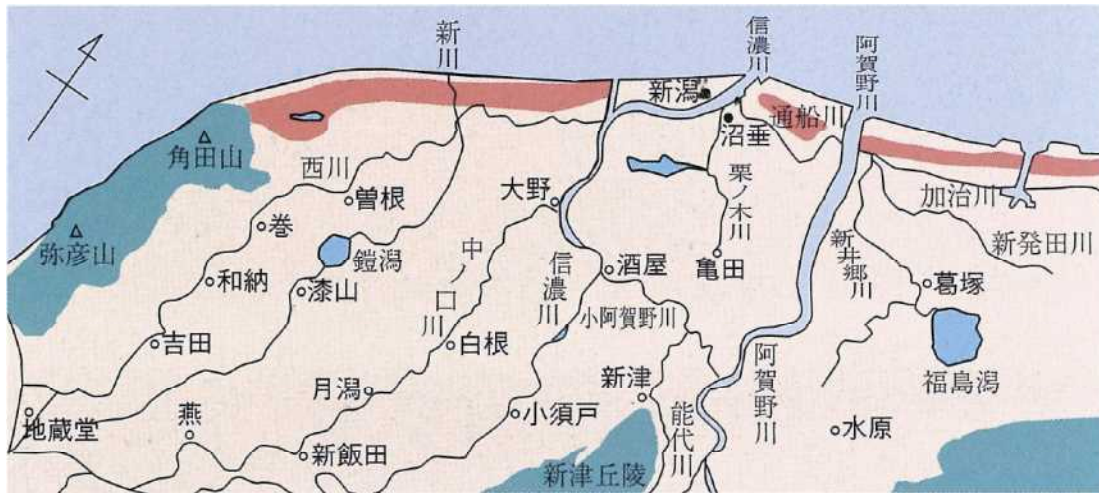 新川
信濃川
阿賀野川
新潟
通船川
沼垂
角田山
西川
曽根
大野
栗ノ木川
加治川
新発田川
弥彦山
巻
鎧潟
中ノ口川
信濃川
酒屋
亀田
新井郷川
葛塚
和納
漆山
小阿賀野川
吉田
白根
新津
阿賀野川
福島潟
月潟
地蔵堂
燕
小須戸
能代川
水原
新飯田
新津丘陵